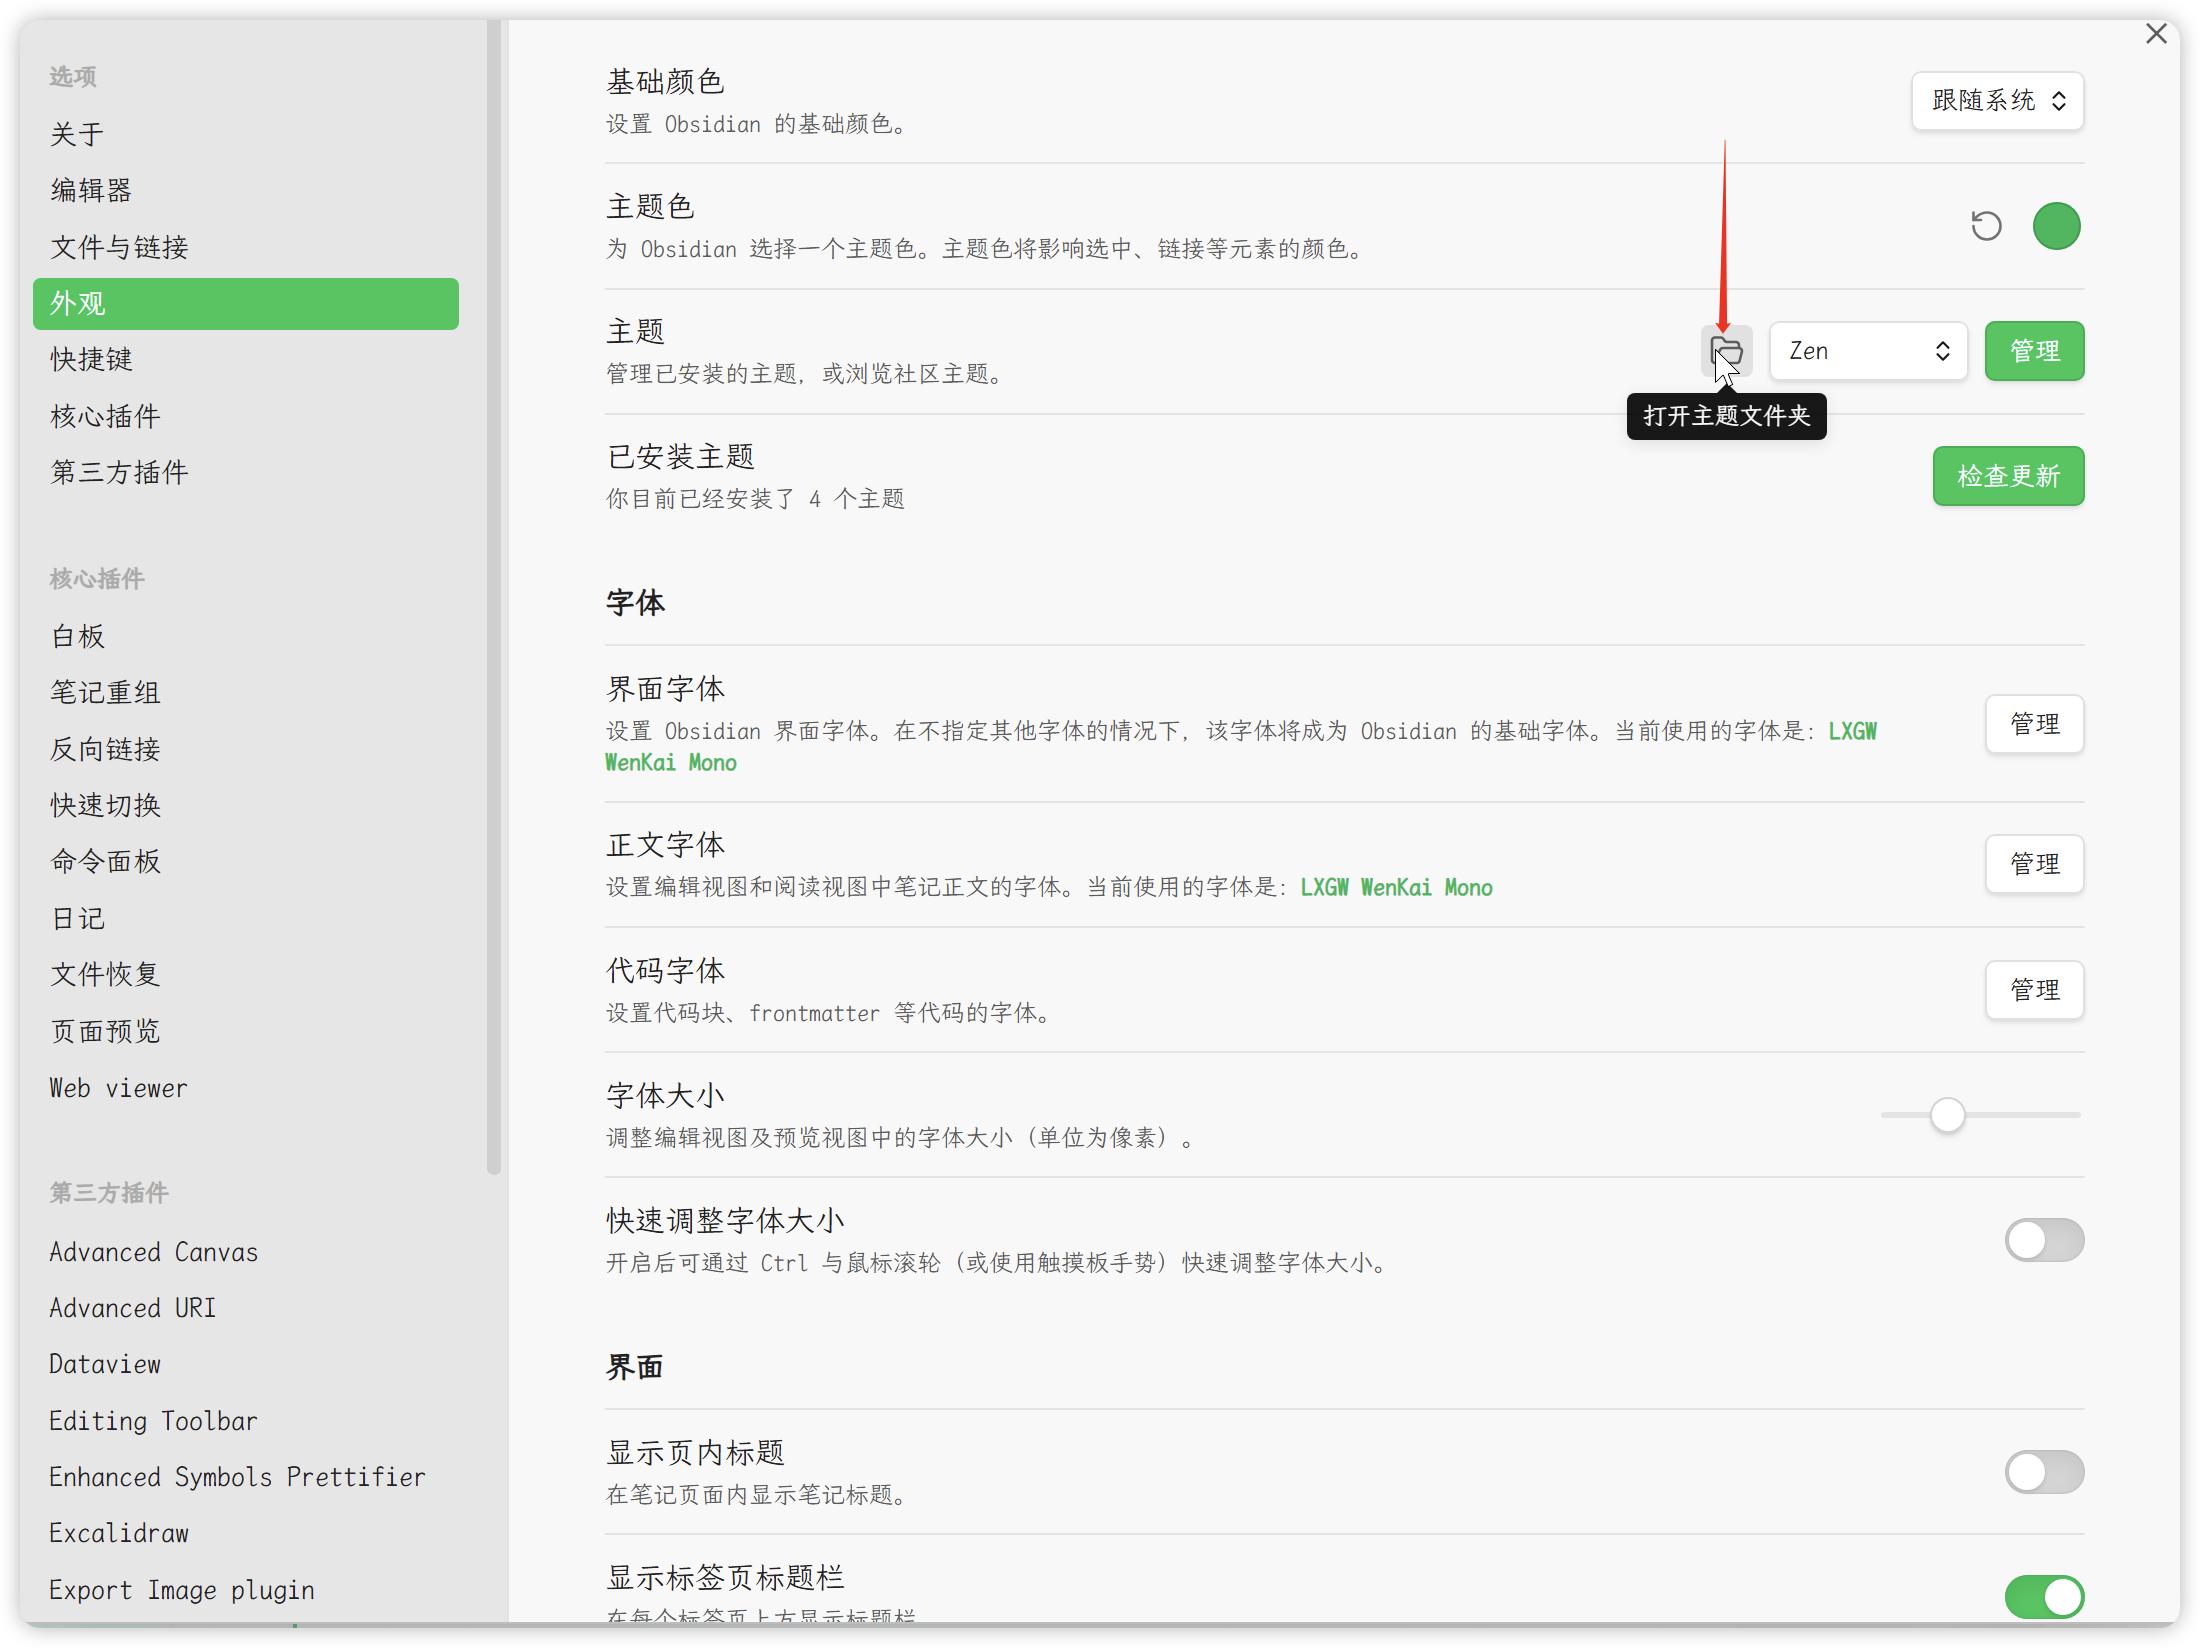 选项
关于
编辑器
文件与链接
外观
快捷键
核心插件
第三方插件
核心插件
白板
笔记重组
反向链接
快速切换
命令面板
日记
文件恢复
页面预览
Web viewer
第三方插件
Advanced Canvas
Advanced URI
Dataview
Editing Toolbar
Enhanced Symbols Prettifier
Excalidraw
Export Image plugin
基础颜色
设置 Obsidian 的基础颜色。
跟随系统
主题色
为 Obsidian 选择一个主题色。主题色将影响选中、链接等元素的颜色。
主题
管理已安装的主题，或浏览社区主题。
Zen
管理
打开主题文件夹
已安装主题
你目前已经安装了 4 个主题
检查更新
字体
界面字体
设置 Obsidian 界面字体。在不指定其他字体的情况下，该字体将成为 Obsidian 的基础字体。当前使用的字体是：LXGW
WenKai Mono
管理
正文字体
设置编辑视图和阅读视图中笔记正文的字体。当前使用的字体是：LXGW WenKai Mono
管理
代码字体
设置代码块、frontmatter 等代码的字体。
管理
字体大小
调整编辑视图及预览视图中的字体大小（单位为像素）。
快速调整字体大小
开启后可通过 Ctrl 与鼠标滚轮（或使用触摸板手势）快速调整字体大小。
界面
显示页内标题
在笔记页面内显示笔记标题。
显示标签页标题栏
在每个标签页上方显示标题栏